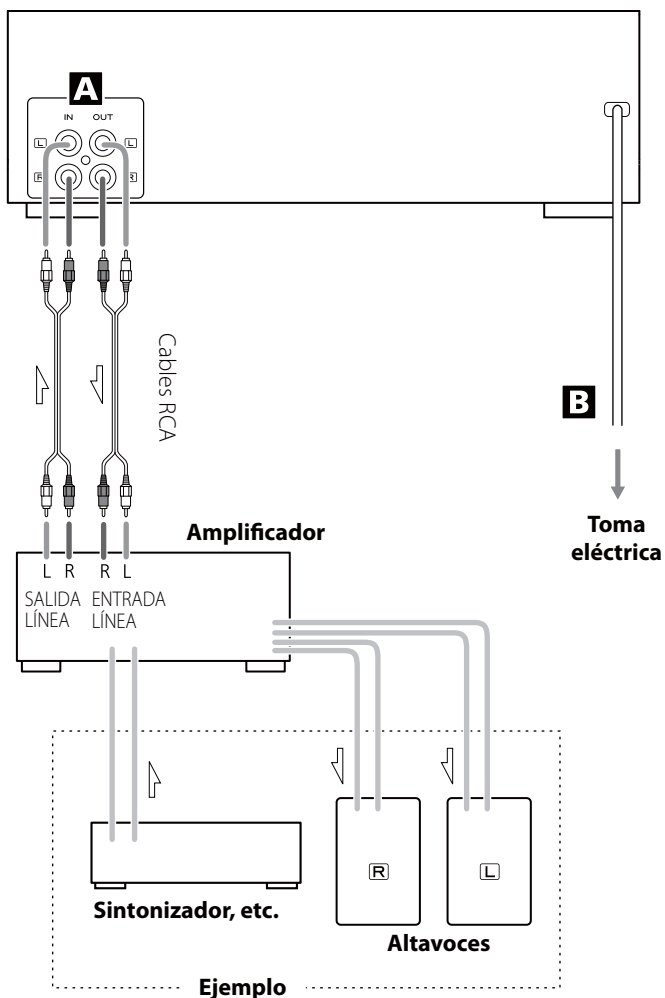 A
IN OUT
L L
R R
Cables RCA
B
Toma
eléctrica
Amplificador
L R R L
SALIDA ENTRADA
LÍNEA LÍNEA
R L
Sintonizador, etc.
Altavoces
Ejemplo